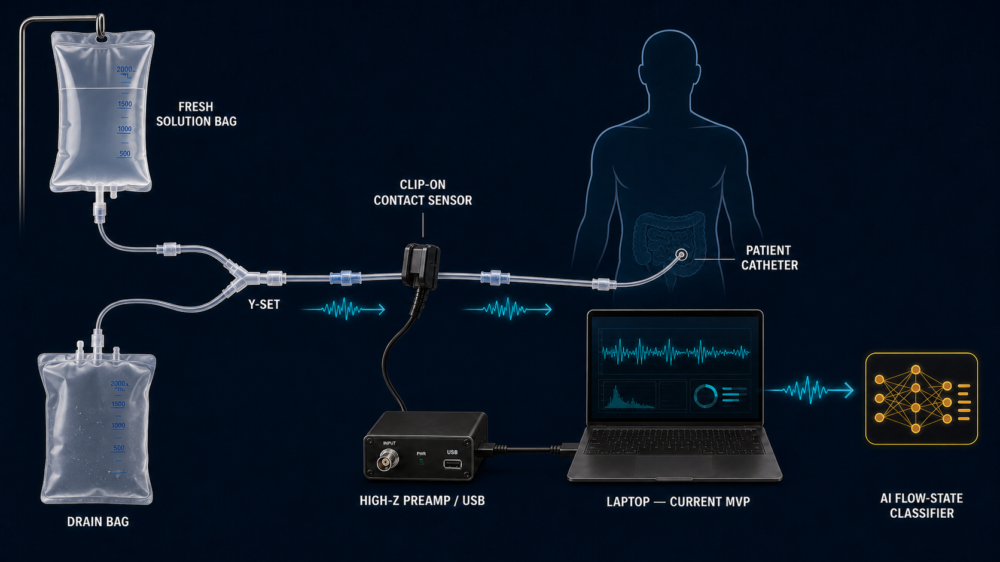 2000
1500
1000
500
FRESH
SOLUTION BAG
CLIP-ON
CONTACT SENSOR
PATIENT
CATHETER
Y-SET
2000
1500
1000
500
DRAIN BAG
INPUT
PWR
USB
HIGH-Z PREAMP / USB
LAPTOP — CURRENT MVP
AI FLOW-STATE
CLASSIFIER